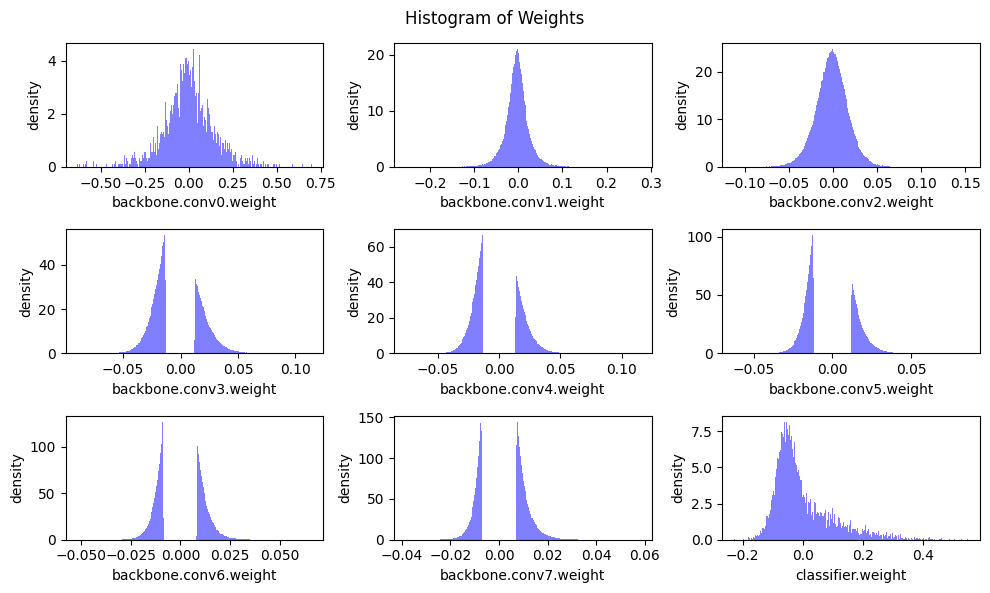 Histogram of Weights
density
4
2
0
−0.50 −0.25 0.00 0.25 0.50 0.75
backbone.conv0.weight
density
20
10
0
−0.2 −0.1 0.0 0.1 0.2 0.3
backbone.conv1.weight
density
20
10
0
−0.10 −0.05 0.00 0.05 0.10 0.15
backbone.conv2.weight
density
40
20
0
−0.05 0.00 0.05 0.10
backbone.conv3.weight
density
60
40
20
0
−0.05 0.00 0.05 0.10
backbone.conv4.weight
density
100
50
0
−0.05 0.00 0.05
backbone.conv5.weight
density
100
50
0
−0.050 −0.025 0.000 0.025 0.050
backbone.conv6.weight
density
150
100
50
0
−0.04 −0.02 0.00 0.02 0.04 0.06
backbone.conv7.weight
density
7.5
5.0
2.5
0.0
−0.2 0.0 0.2 0.4
classifier.weight